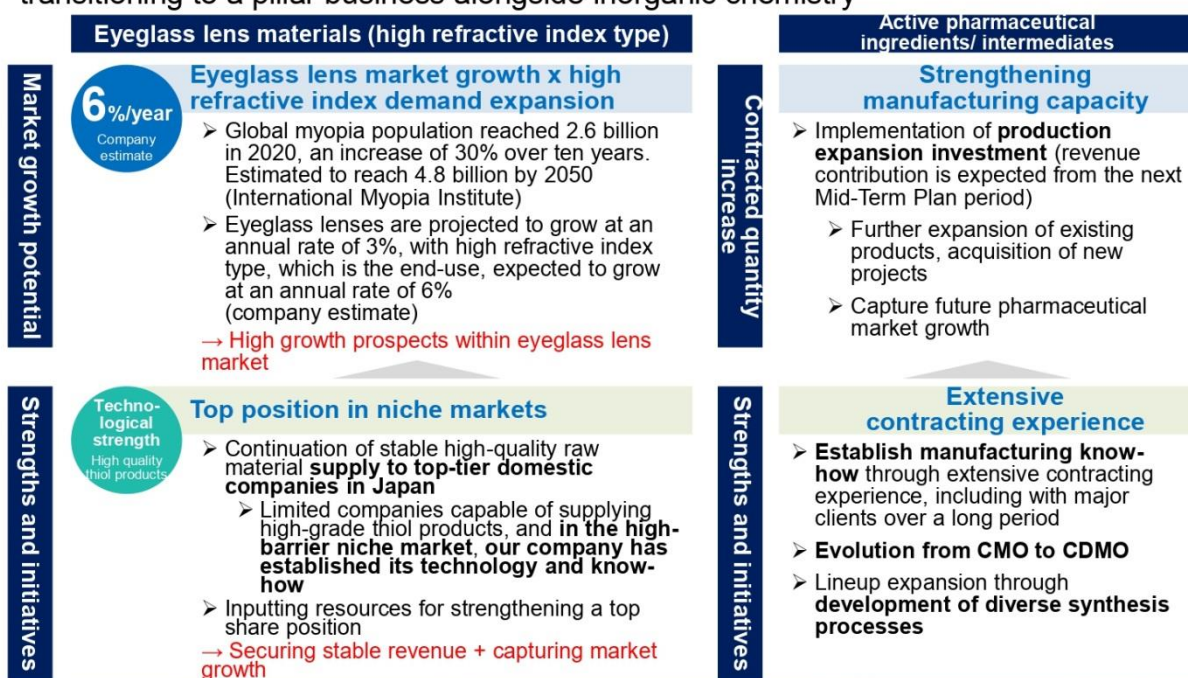 transitioning to a pillar business alongside inorganic chemistry
Eyeglass lens materials (high refractive index type)
Market growth potential
6%/year
Company
estimate
Eyeglass lens market growth x high
refractive index demand expansion
➢ Global myopia population reached 2.6 billion
in 2020, an increase of 30% over ten years.
Estimated to reach 4.8 billion by 2050
(International Myopia Institute)
➢ Eyeglass lenses are projected to grow at an
annual rate of 3%, with high refractive index
type, which is the end-use, expected to grow
at an annual rate of 6%
(company estimate)
→ High growth prospects within eyeglass lens
market
Strengths and initiatives
Techno-
logical
strength
High quality
thiol products
Top position in niche markets
➢ Continuation of stable high-quality raw
material supply to top-tier domestic
companies in Japan
➢ Limited companies capable of supplying
high-grade thiol products, and in the high-
barrier niche market, our company has
established its technology and know-
how
➢ Inputting resources for strengthening a top
share position
→ Securing stable revenue + capturing market
growth
Active pharmaceutical
ingredients/ intermediates
Contracted quantity
increase
Strengthening
manufacturing capacity
➢ Implementation of production
expansion investment (revenue
contribution is expected from the next
Mid-Term Plan period)
➢ Further expansion of existing
products, acquisition of new
projects
➢ Capture future pharmaceutical
market growth
Strengths and initiatives
Extensive
contracting experience
➢ Establish manufacturing know-
how through extensive contracting
experience, including with major
clients over a long period
➢ Evolution from CMO to CDMO
➢ Lineup expansion through
development of diverse synthesis
processes